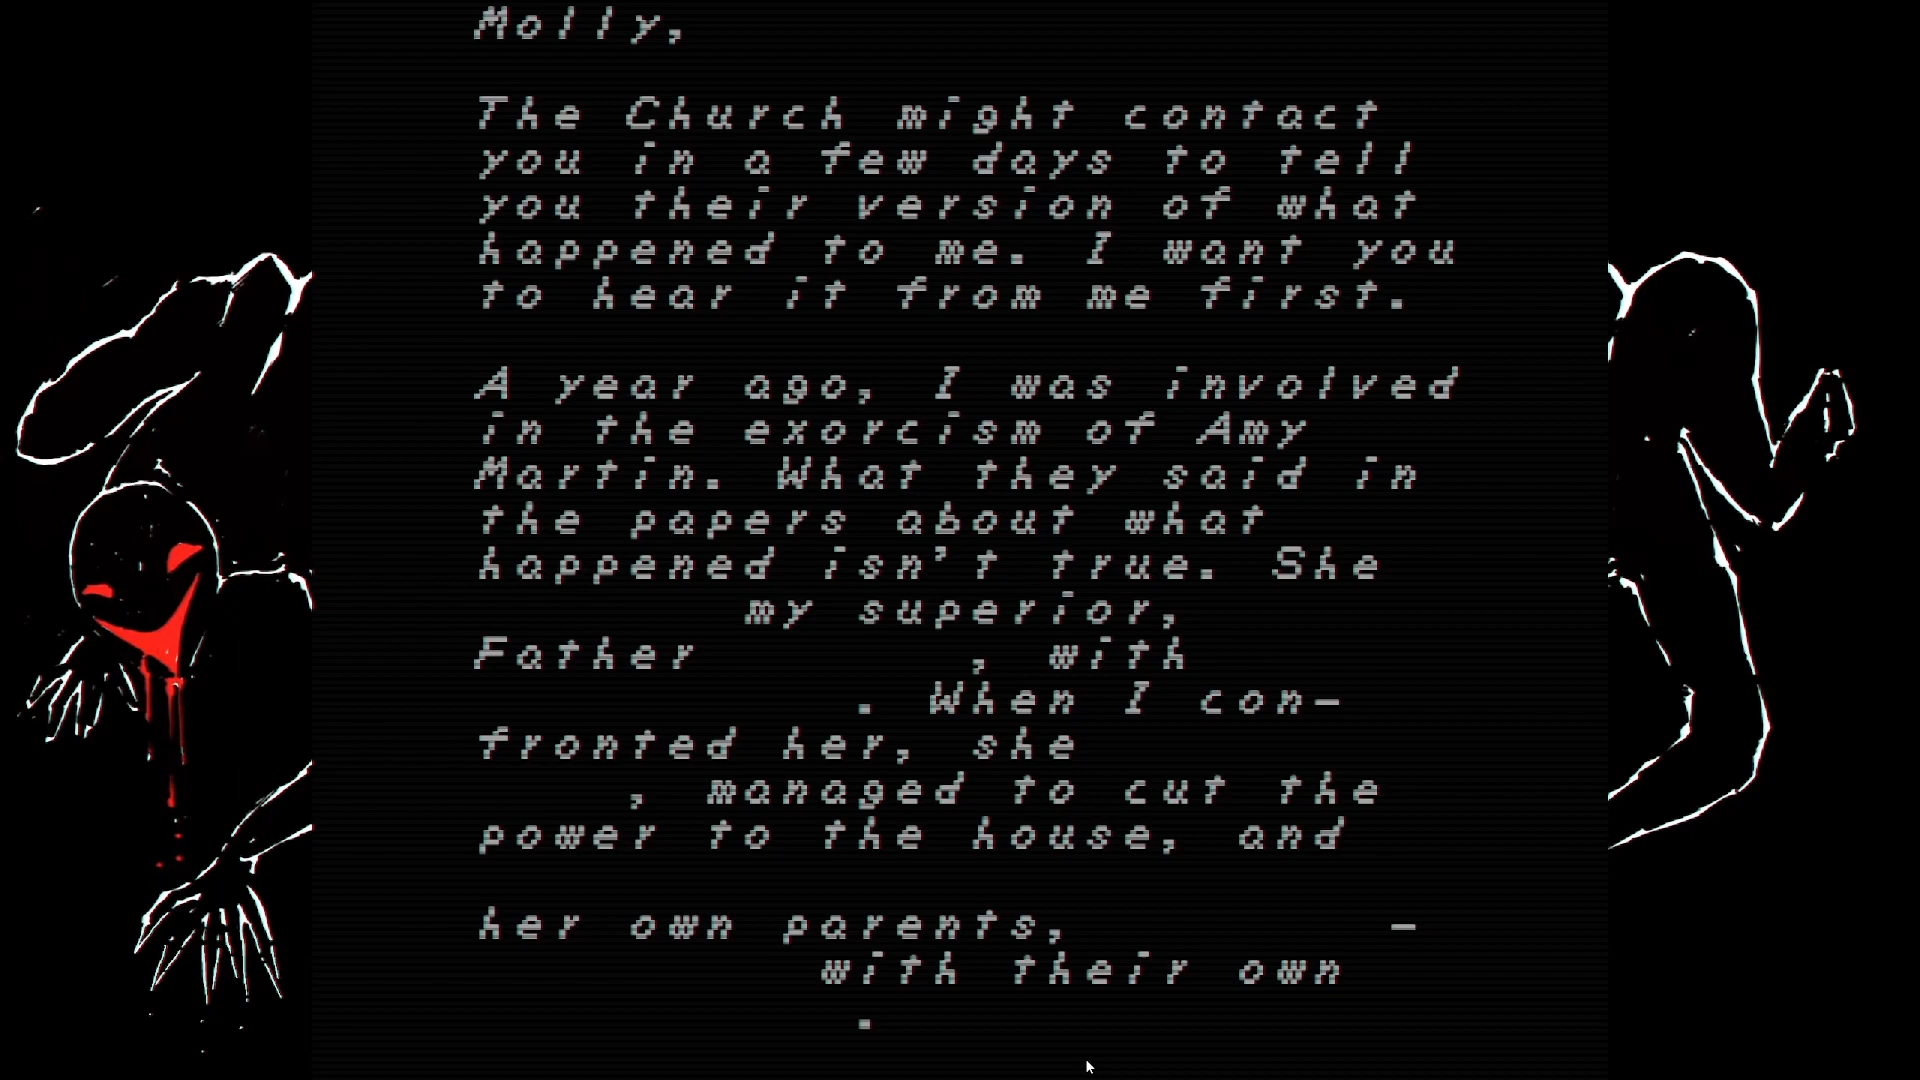 Molly,
The Church might contact
you in a few days to tell
you their version of what
happened to me. I want you
to hear it from me first.
A year ago, I was involved
in the exorcism of Amy
Martin. What they said in
the papers about what
happened isn't true. She
my superior,
Father , with
. When I con-
fronted her, she
, managed to cut the
power to the house, and
her own parents, -
with their own
.